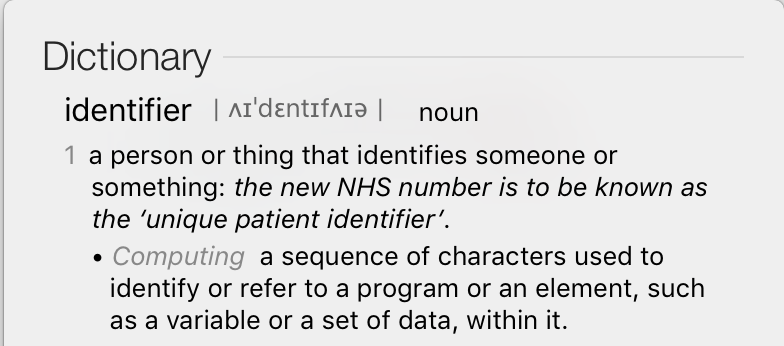 Dictionary
identifier | ʌɪˈdɛntɪfʌɪə | noun
1 a person or thing that identifies someone or
something: the new NHS number is to be known as
the ‘unique patient identifier’.
• Computing a sequence of characters used to
identify or refer to a program or an element, such
as a variable or a set of data, within it.